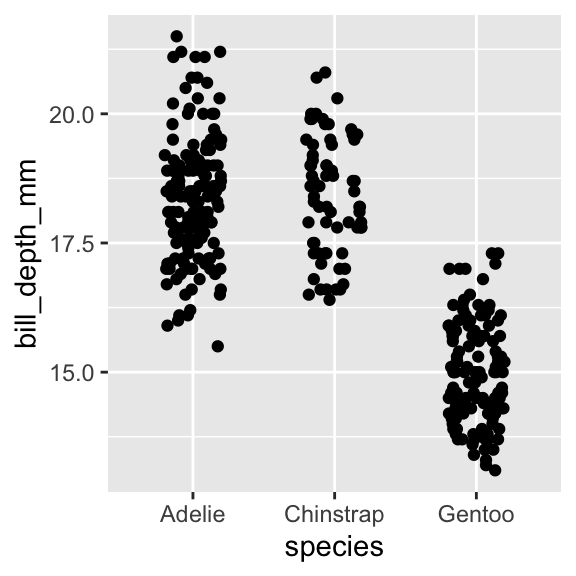 bill_depth_mm
20.0
17.5
15.0
Adelie Chinstrap Gentoo
species